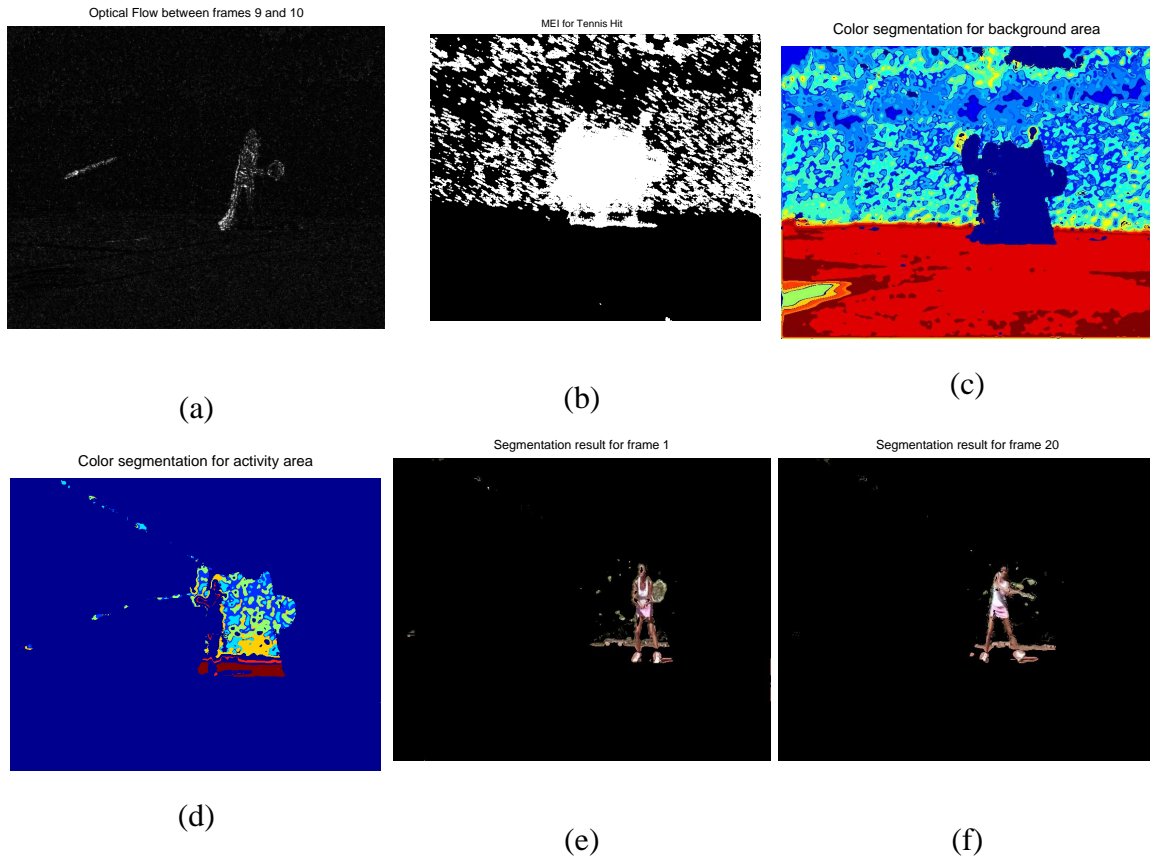 Optical Flow between frames 9 and 10
MEI for Tennis Hit
Color segmentation for background area
(a)
(b)
(c)
Color segmentation for activity area
Segmentation result for frame 1
Segmentation result for frame 20
(d)
(e)
(f)